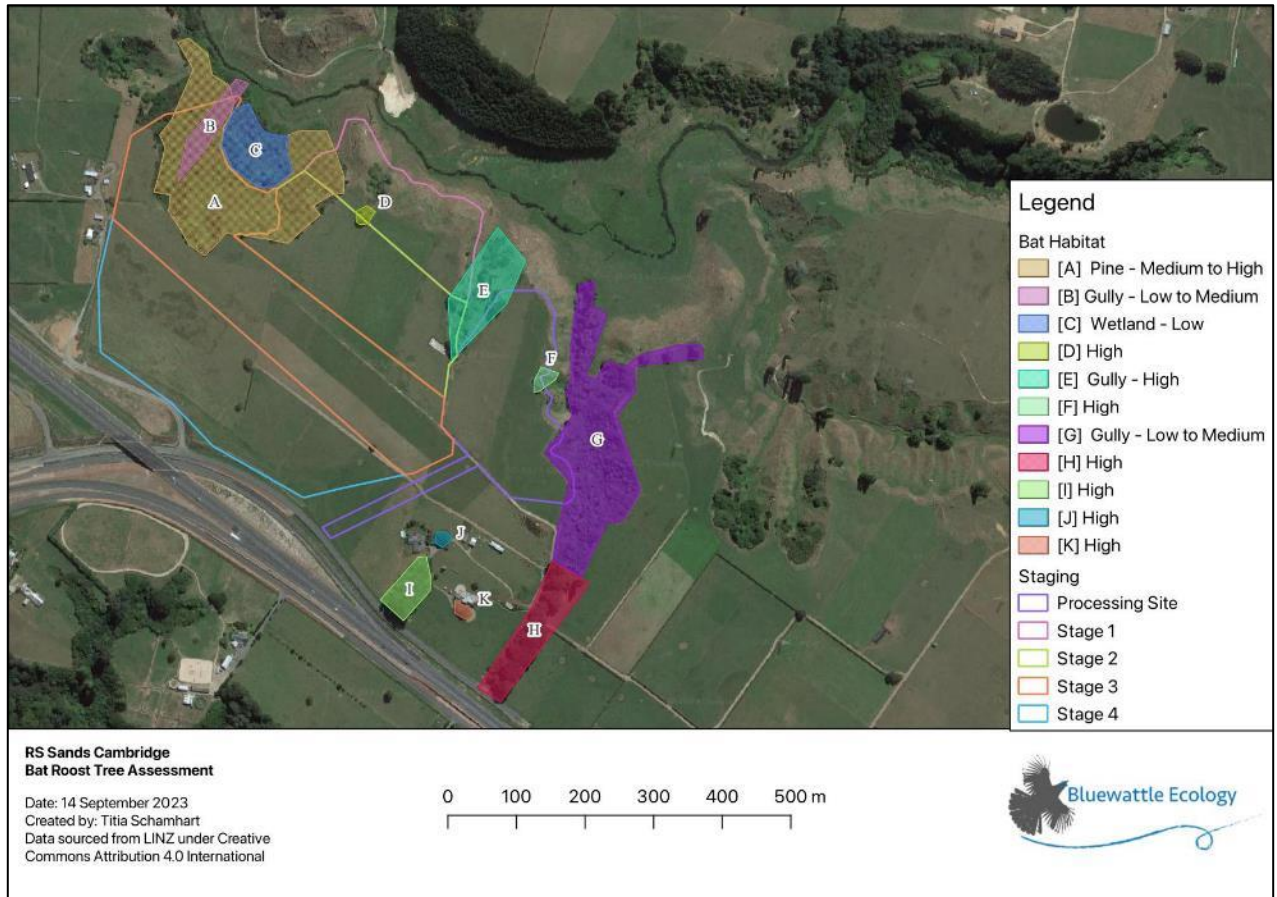 B
C
A
D
E
F
G
J
I
K
H
Legend
Bat Habitat
[A] Pine - Medium to High
[B] Gully - Low to Medium
[C] Wetland - Low
[D] High
[E] Gully - High
[F] High
[G] Gully - Low to Medium
[H] High
[I] High
[J] High
[K] High
Staging
Processing Site
Stage 1
Stage 2
Stage 3
Stage 4
RS Sands Cambridge
Bat Roost Tree Assessment
Date: 14 September 2023
Created by: Titia Schamhart
Data sourced from LINZ under Creative
Commons Attribution 4.0 International
0 100 200 300 400 500 m
Bluewattle Ecology